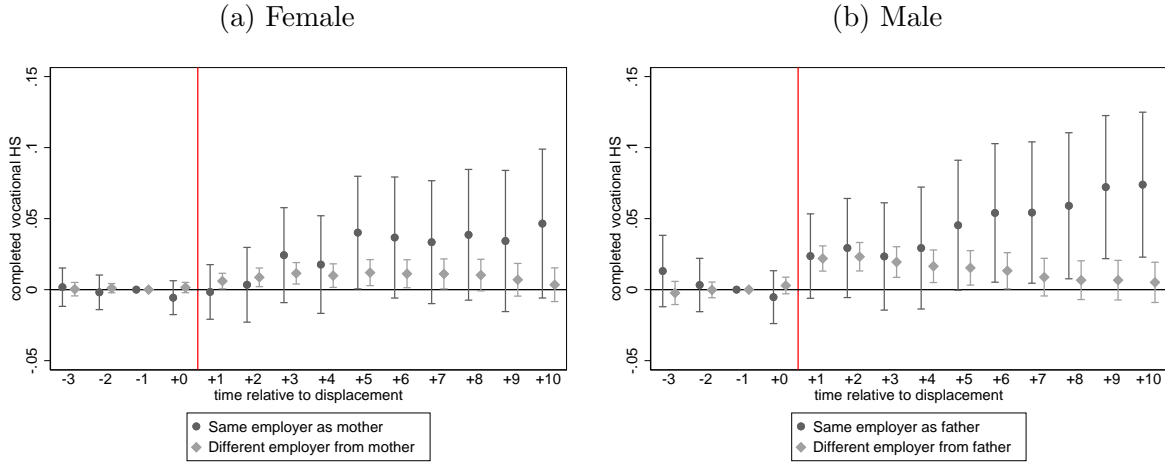 (a) Female
.15
.1
.05
0
-.05
completed vocational HS
-3 -2 -1 +0 +1 +2 +3 +4 +5 +6 +7 +8 +9 +10
time relative to displacement
Same employer as mother
Different employer from mother
(b) Male
.15
.1
.05
0
-.05
completed vocational HS
-3 -2 -1 +0 +1 +2 +3 +4 +5 +6 +7 +8 +9 +10
time relative to displacement
Same employer as father
Different employer from father